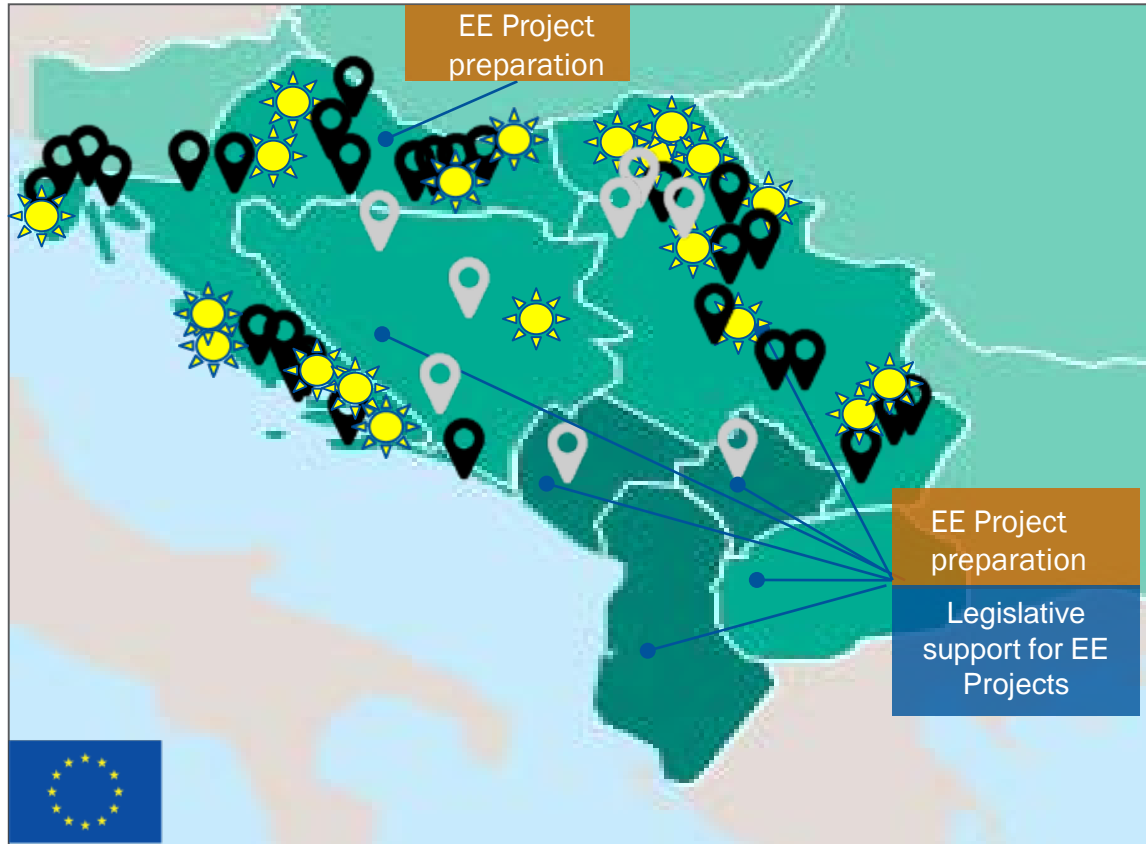 EE Project
preparation
EE Project
preparation
Legislative
support for EE
Projects